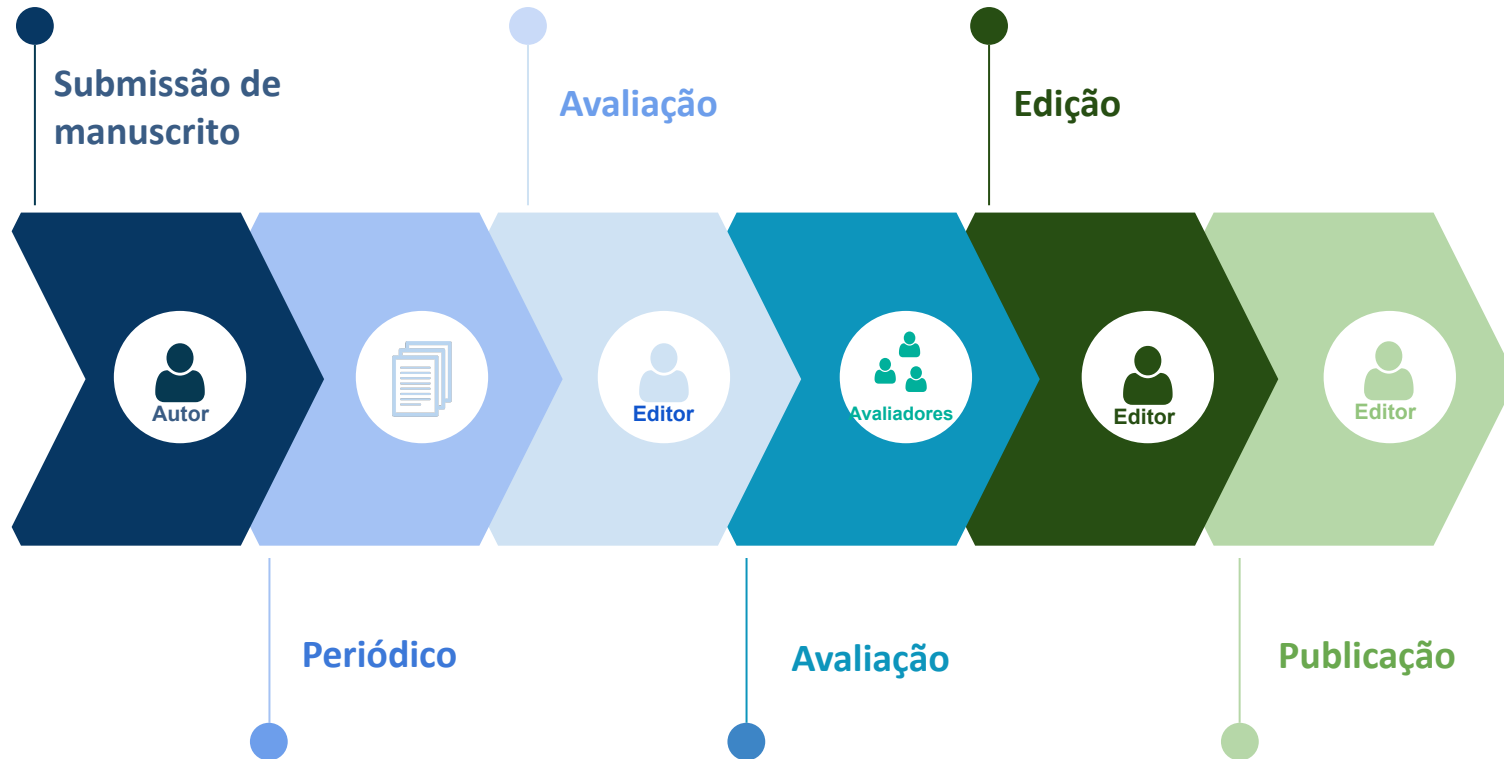 Submissão de
manuscrito
Avaliação
Edição
Autor
Editor
Avaliadores
Editor
Editor
Periódico
Avaliação
Publicação